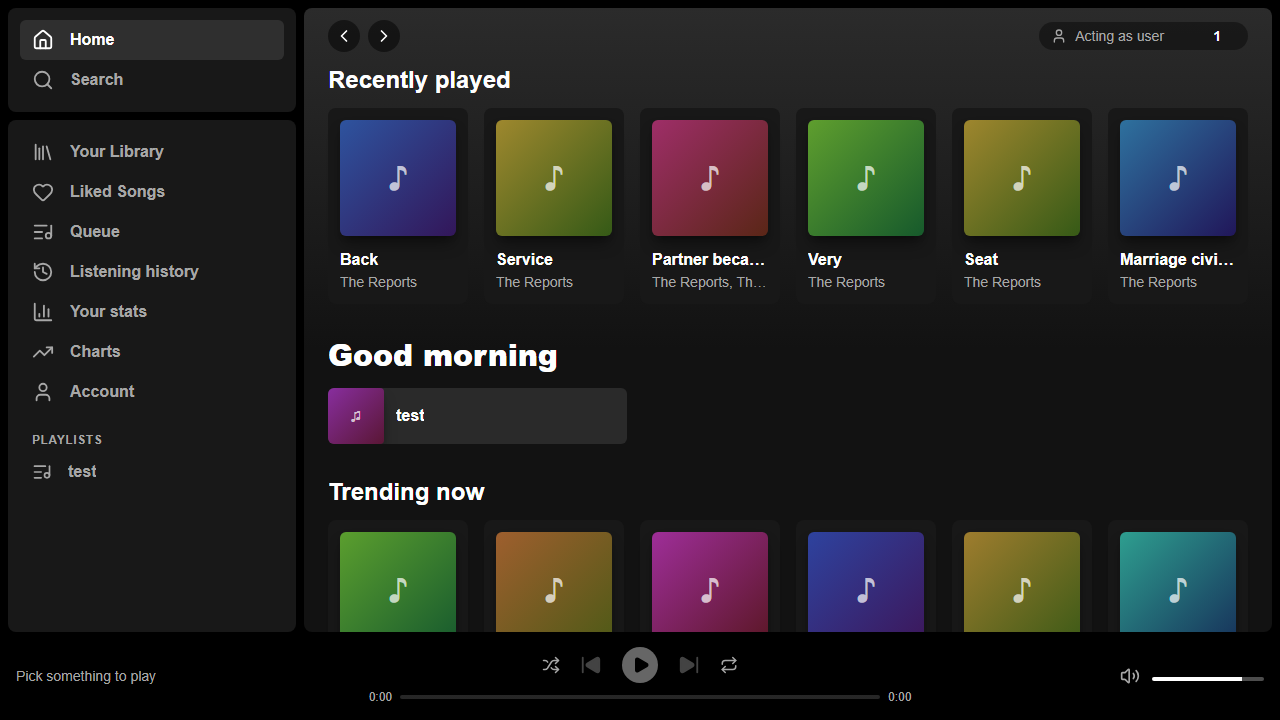 Home
Search
Your Library
Liked Songs
Queue
Listening history
Your stats
Charts
Account
PLAYLISTS
test
Acting as user 1
Recently played
Back
The Reports
Service
The Reports
Partner beca…
The Reports, Th…
Very
The Reports
Seat
The Reports
Marriage civi…
The Reports
Good morning
test
Trending now
Pick something to play
0:00
0:00